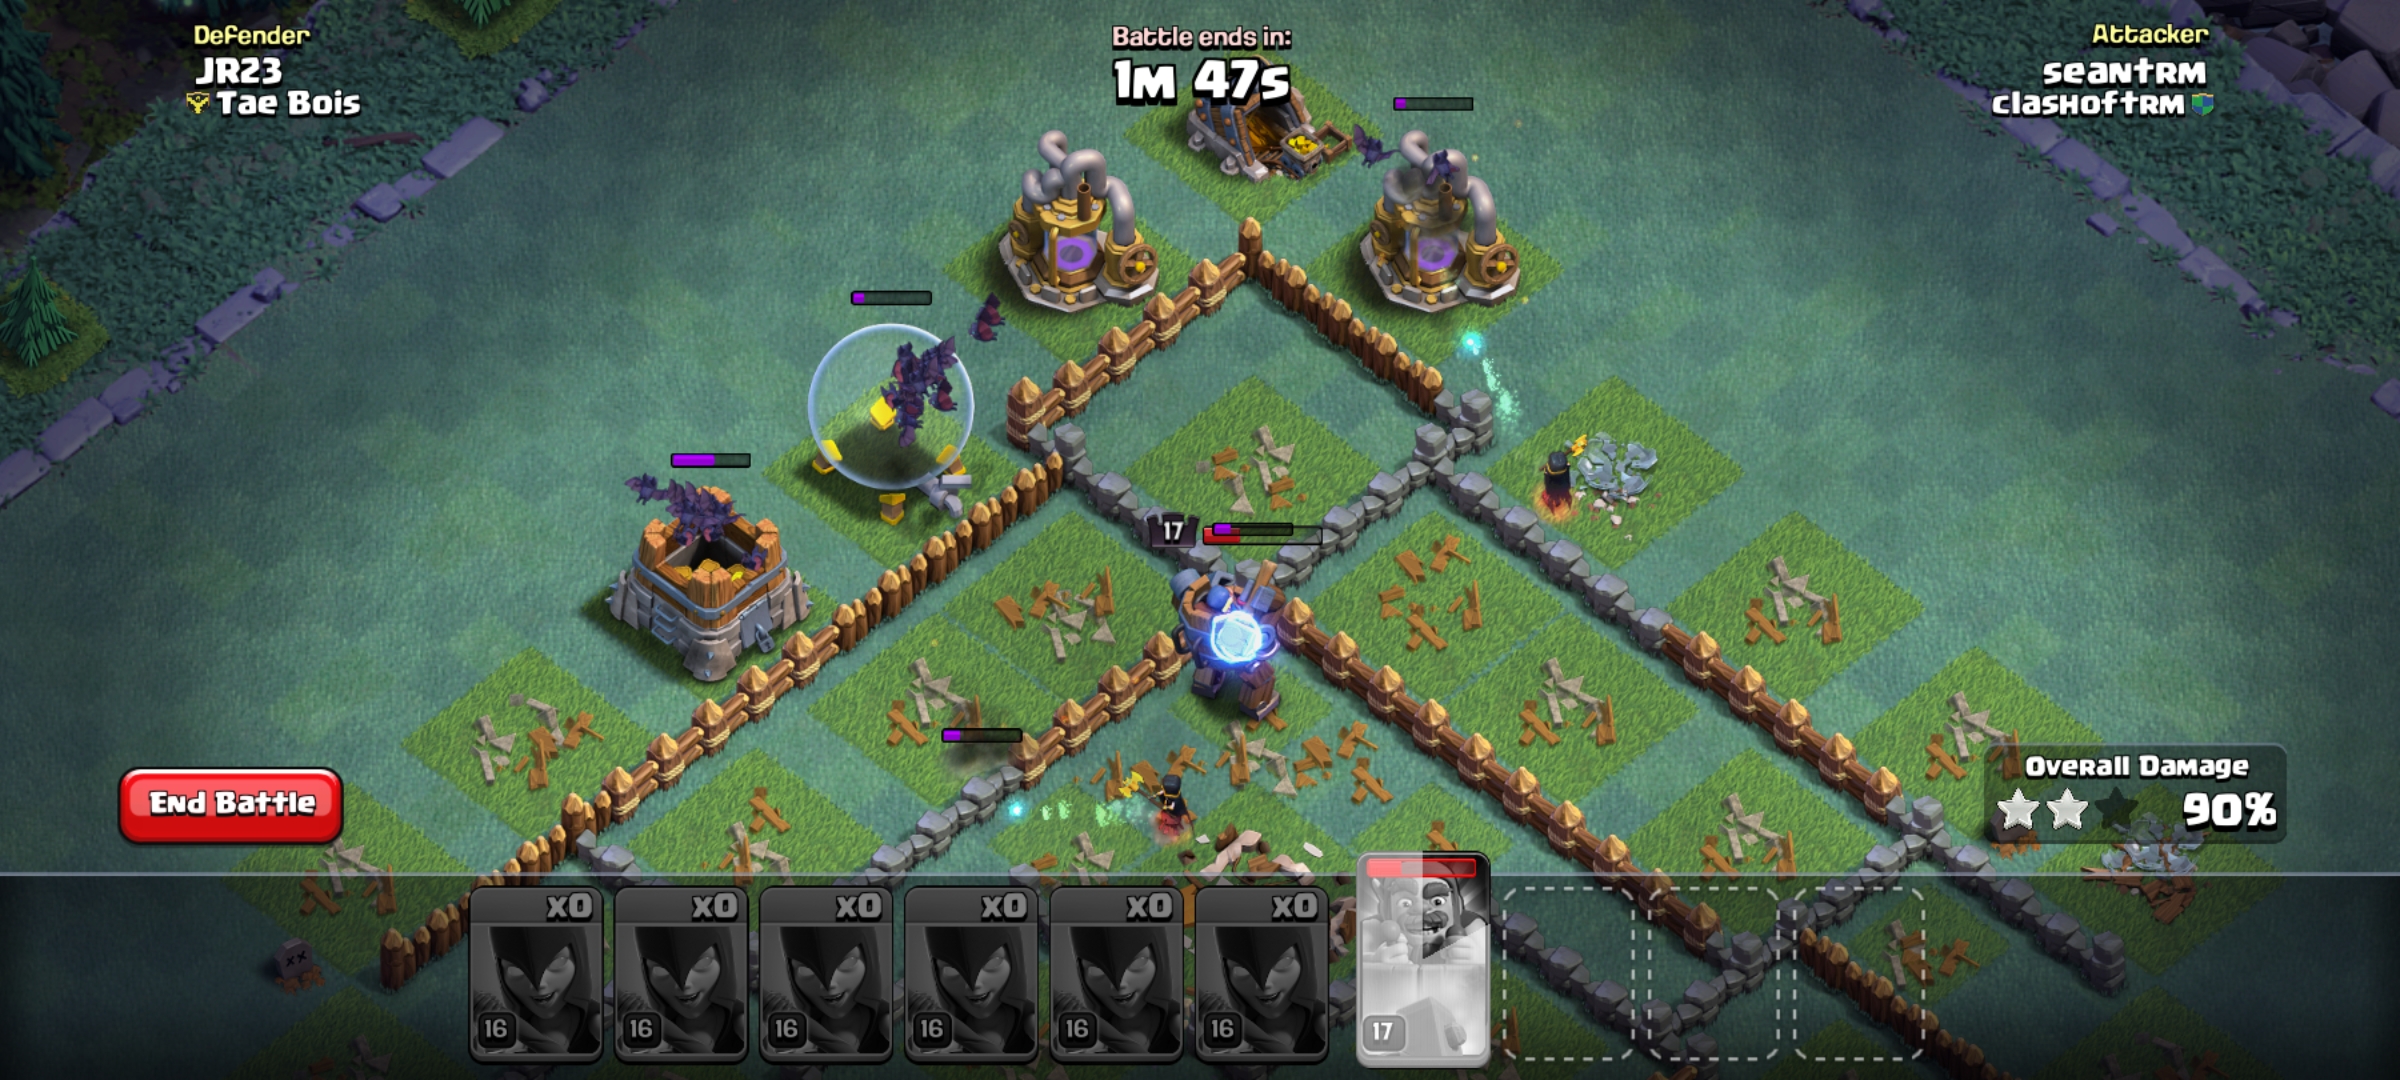 Defender
JR23
Tae Bois
Battle ends in:
1M 47S
Attacker
seantRM
clashoftRM
17
End Battle
Overall Damage
90%
x0
x0
x0
x0
x0
x0
16
16
16
16
16
16
17